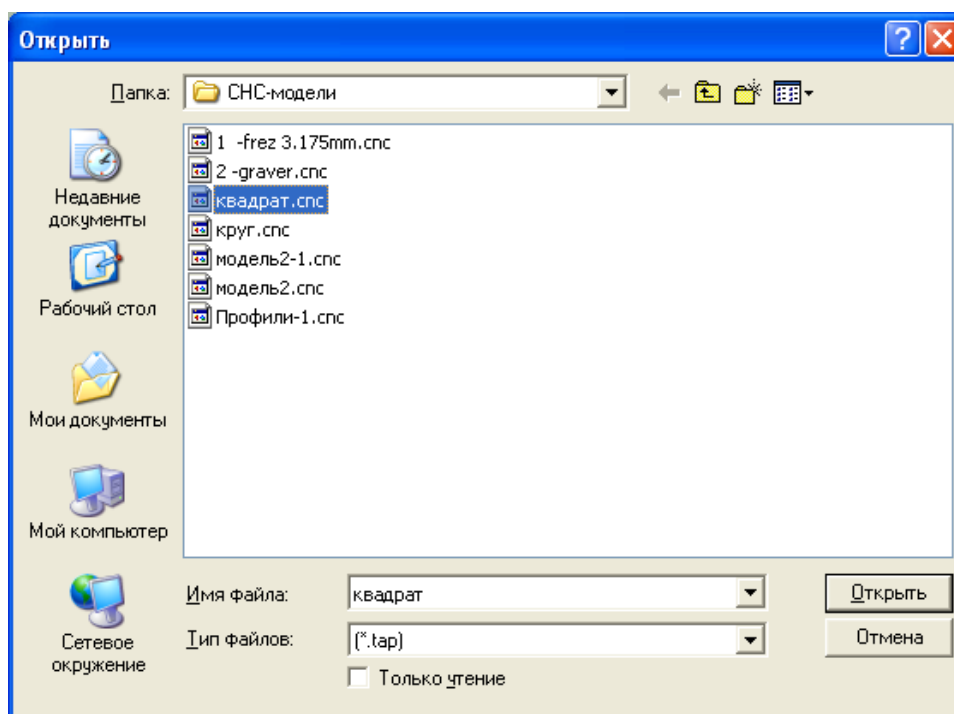 Открыть
Папка: СНС-модели
1 -frez 3.175mm.cnc
2 -graver.cnc
квадрат.cnc
круг.cnc
модель2-1.cnc
модель2.cnc
Профили-1.cnc
Недавние
документы
Рабочий стол
Мои документы
Мой компьютер
Сетевое
окружение
Имя файла: квадрат Открыть
Тип файлов: (*.tap) Отмена
Только чтение